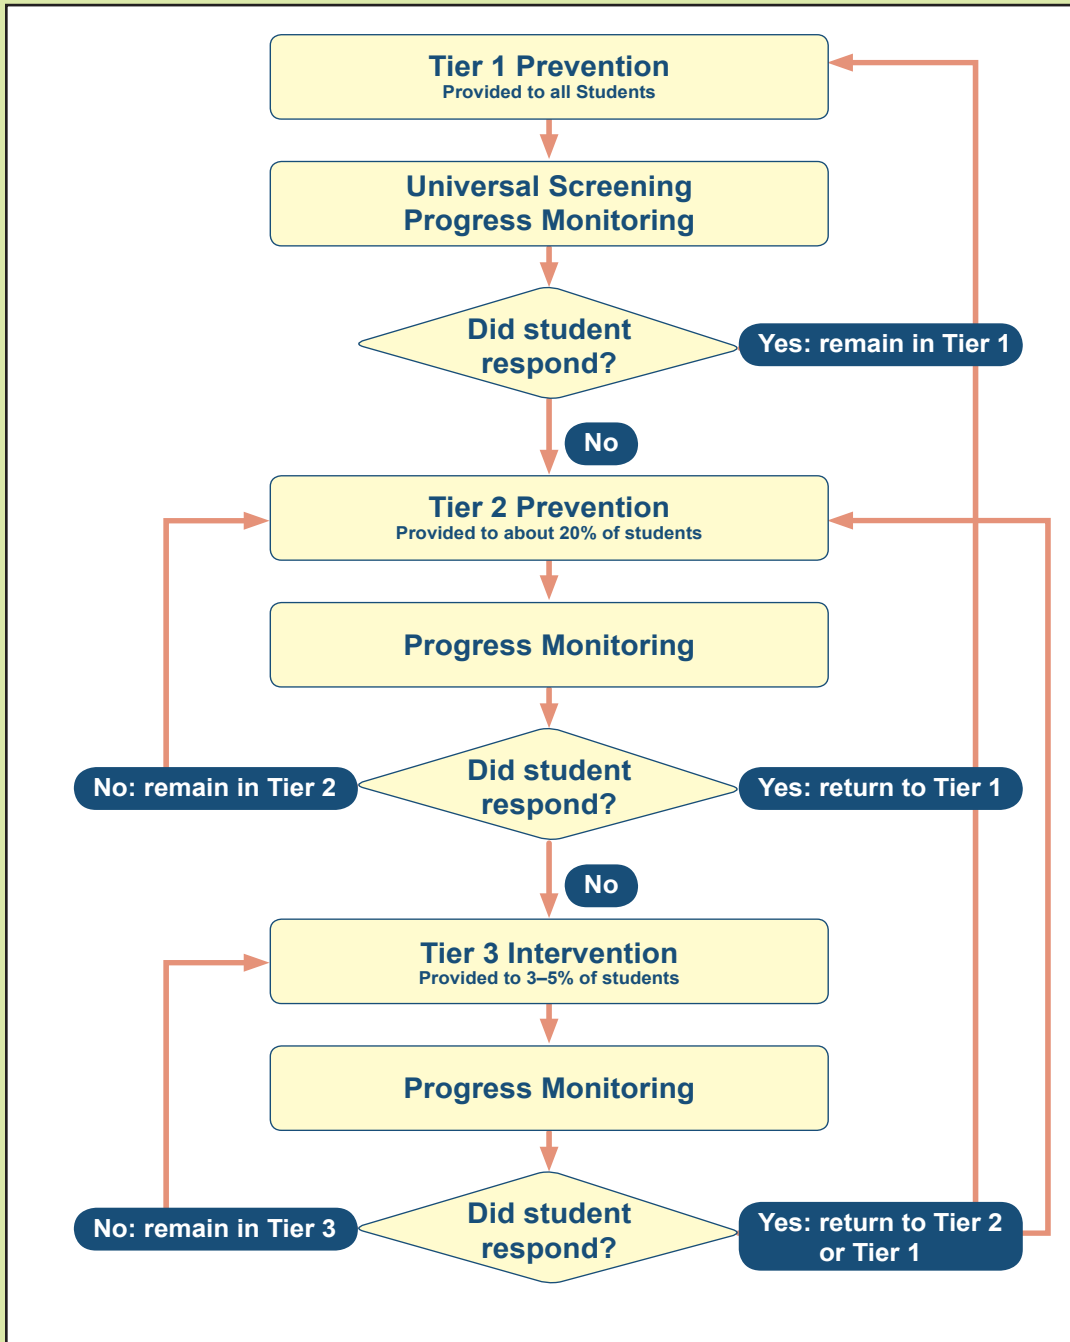 Tier 1 Prevention
Provided to all Students
Universal Screening
Progress Monitoring
Did student
respond?
Yes: remain in Tier 1
No
Tier 2 Prevention
Provided to about 20% of students
Progress Monitoring
No: remain in Tier 2
Did student
respond?
Yes: return to Tier 1
No
Tier 3 Intervention
Provided to 3–5% of students
Progress Monitoring
No: remain in Tier 3
Did student
respond?
Yes: return to Tier 2
or Tier 1